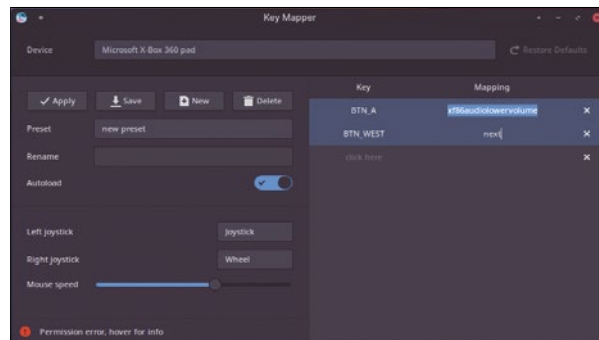 Key Mapper
Device
Microsoft X-Box 360 pad
Restore Defaults
Apply
Save
New
Delete
Preset
new preset
Rename
Autoload
Left joystick
Joystick
Right joystick
Wheel
Mouse speed
Permission error, hover for info
Key Mapping
BTN_A xf86audiolowervolume
BTN_WEST next
click here